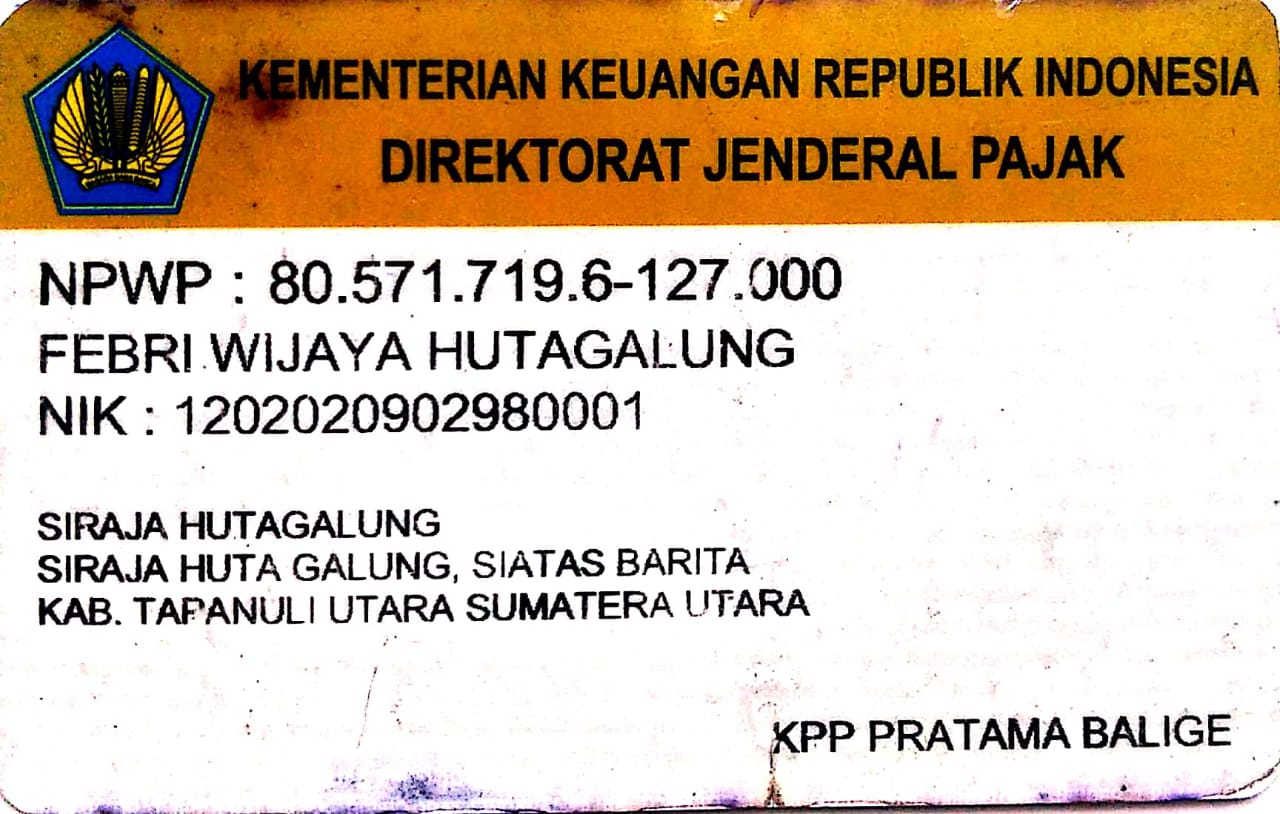 KEMENTERIAN KEUANGAN REPUBLIK INDONESIA
DIREKTORAT JENDERAL PAJAK
NPWP : 80.571.719.6-127.000
FEBRI WIJAYA HUTAGALUNG
NIK : 1202020902980001
SIRAJA HUTAGALUNG
SIRAJA HUTA GALUNG, SIATAS BARITA
KAB. TAPANULI UTARA SUMATERA UTARA
KPP PRATAMA BALIGE